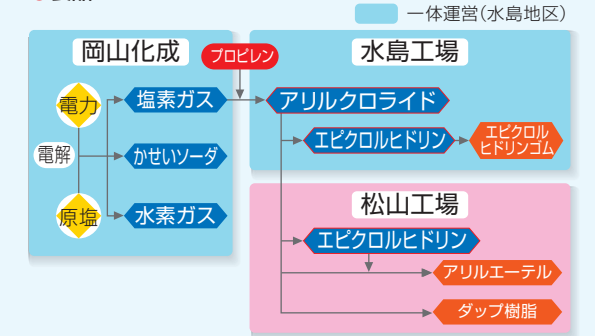 一体運営(水島地区)
岡山化成
プロピレン
水島工場
電力
塩素ガス
アリルクロライド
エピクロルヒドリン
エピクロル
ヒドリンゴム
電解
かせいソーダ
原塩
水素ガス
松山工場
エピクロルヒドリン
アリルエーテル
ダップ樹脂